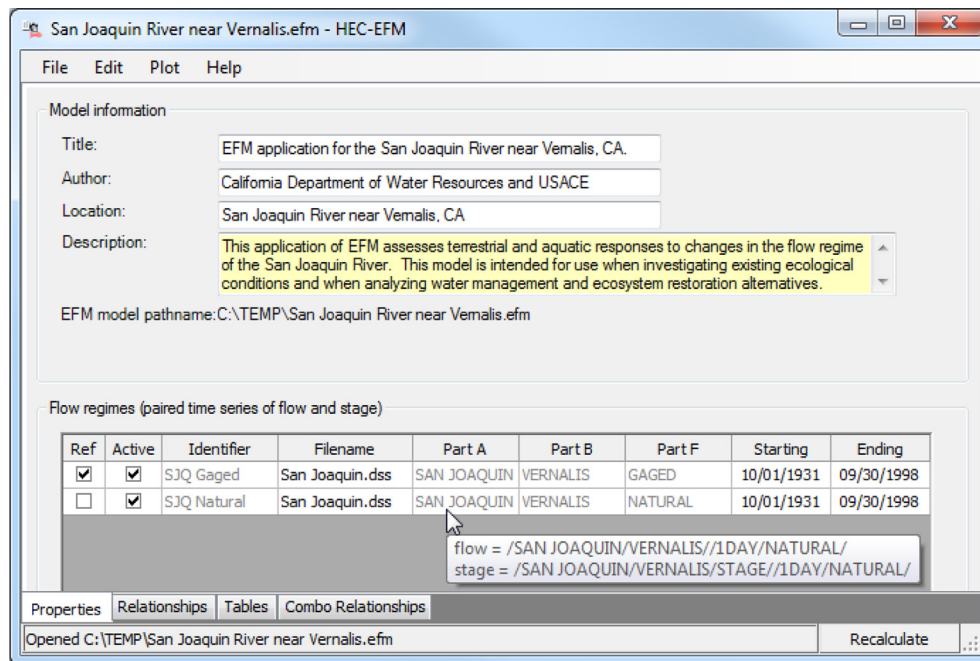 San Joaquin River near Vernalis.efm - HEC-EFM
File Edit Plot Help
Model information
Title: EFM application for the San Joaquin River near Vernalis, CA.
Author: California Department of Water Resources and USACE
Location: San Joaquin River near Vernalis, CA
Description: This application of EFM assesses terrestrial and aquatic responses to changes in the flow regime
of the San Joaquin River. This model is intended for use when investigating existing ecological
conditions and when analyzing water management and ecosystem restoration alternatives.
EFM model pathname:C:\TEMP\San Joaquin River near Vernalis.efm
Flow regimes (paired time series of flow and stage)
Ref Active Identifier Filename Part A Part B Part F Starting Ending
SJQ Gaged San Joaquin.dss SAN JOAQUIN VERNALIS GAGED 10/01/1931 09/30/1998
SJQ Natural San Joaquin.dss SAN JOAQUIN VERNALIS NATURAL 10/01/1931 09/30/1998
flow = /SAN JOAQUIN/VERNALIS//1DAY/NATURAL/
stage = /SAN JOAQUIN/VERNALIS/STAGE//1DAY/NATURAL/
Properties Relationships Tables Combo Relationships
Opened C:\TEMP\San Joaquin River near Vernalis.efm Recalculate